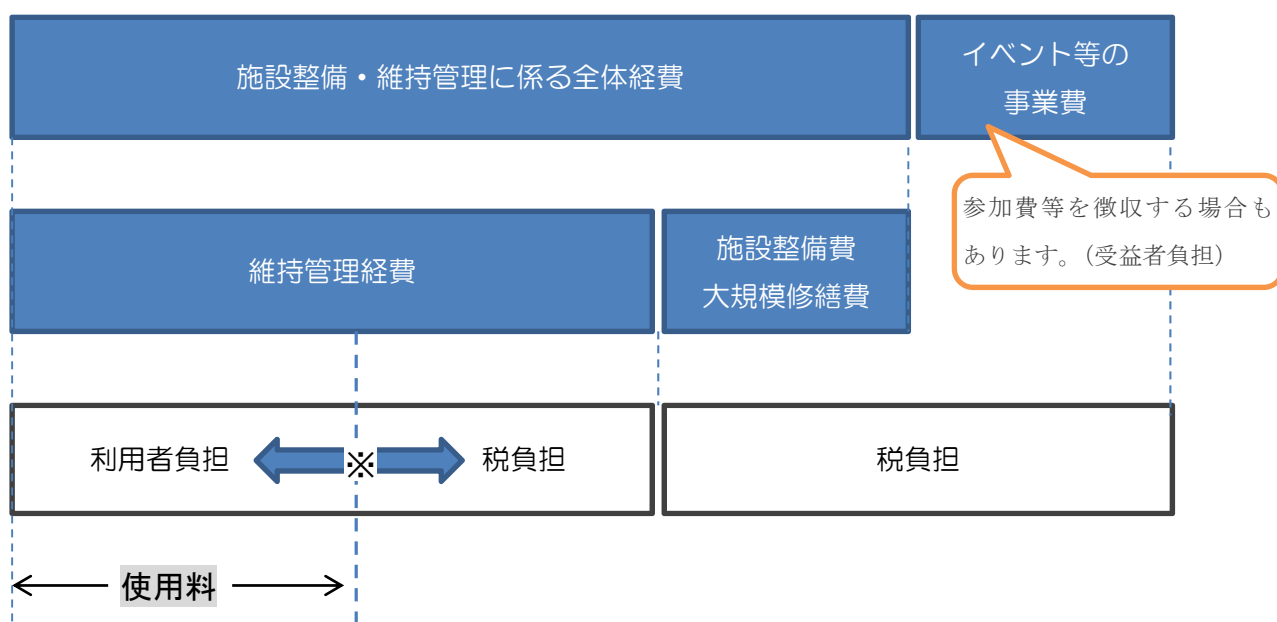 施設整備・維持管理に係る全体経費
イベント等の
事業費
参加費等を徴収する場合も
あります。(受益者負担)
維持管理経費
施設整備費
大規模修繕費
利用者負担
※
税負担
税負担
使用料